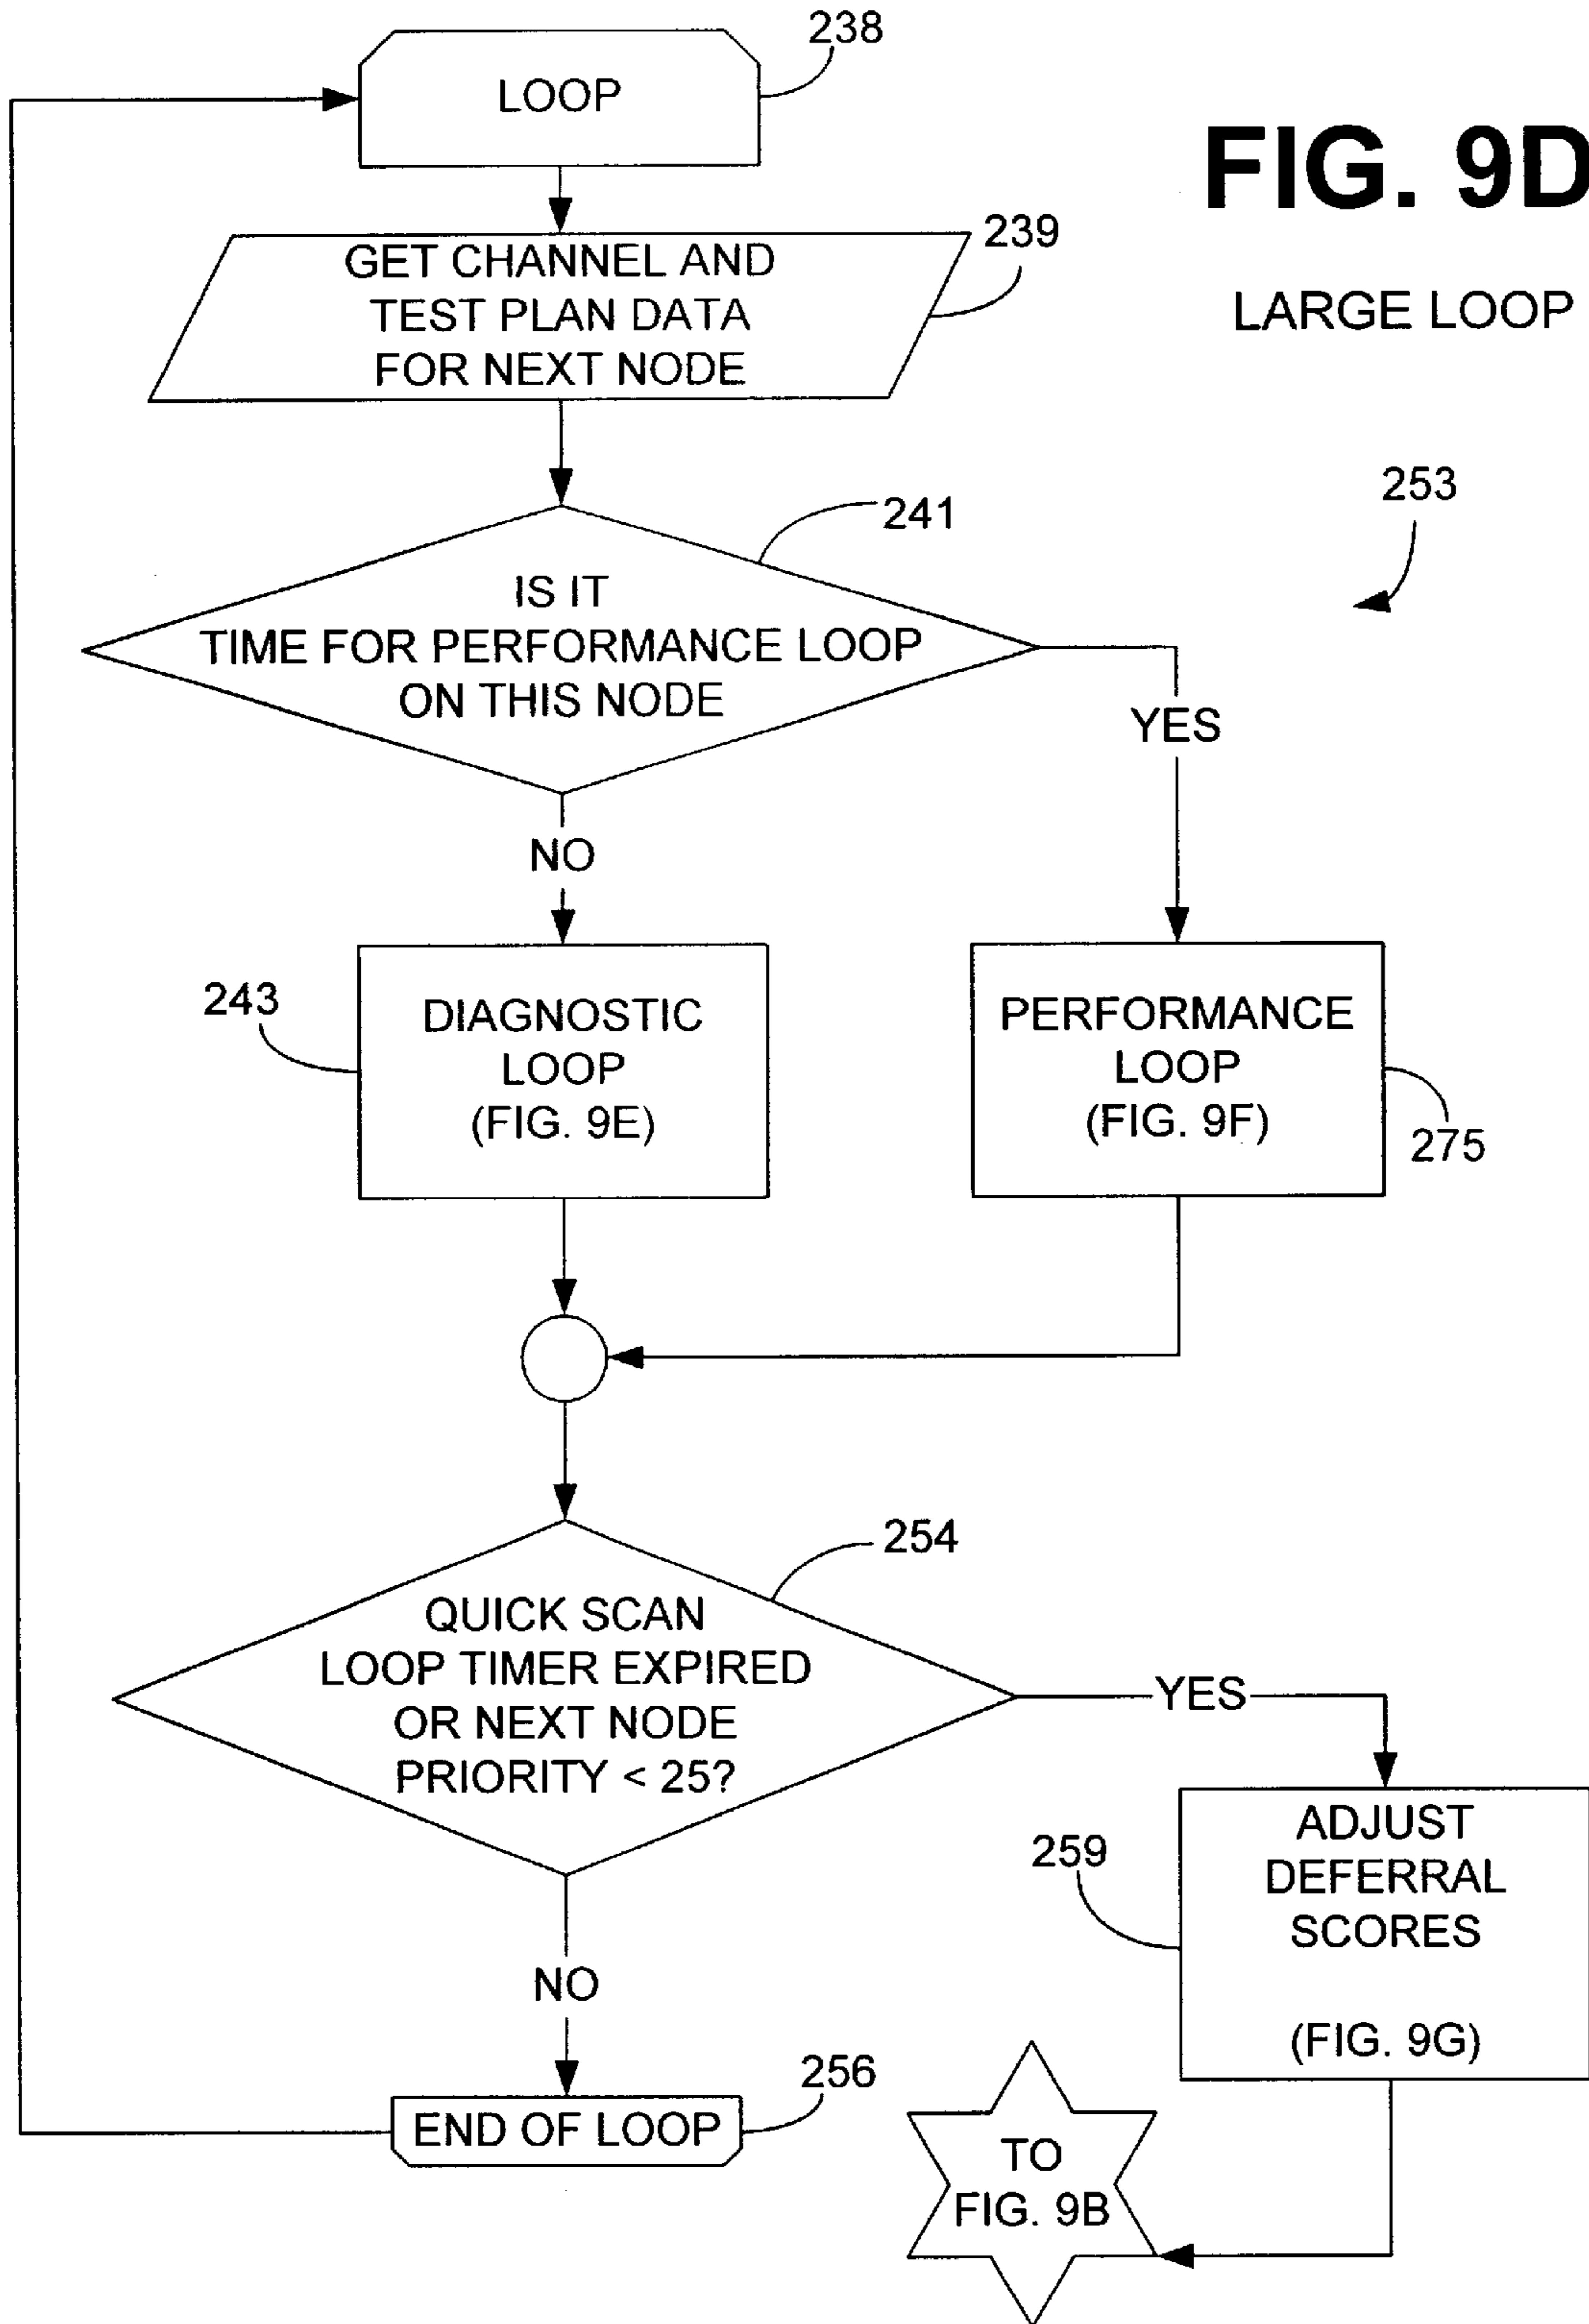 238
LOOP
FIG. 9D
239
GET CHANNEL AND
TEST PLAN DATA
FOR NEXT NODE
LARGE LOOP
253
241
IS IT
TIME FOR PERFORMANCE LOOP
ON THIS NODE
YES
NO
243
DIAGNOSTIC
LOOP
(FIG. 9E)
PERFORMANCE
LOOP
(FIG. 9F)
275
254
QUICK SCAN
LOOP TIMER EXPIRED
OR NEXT NODE
PRIORITY < 25?
YES
259
ADJUST
DEFERRAL
SCORES
(FIG. 9G)
NO
256
END OF LOOP
TO
FIG. 9B